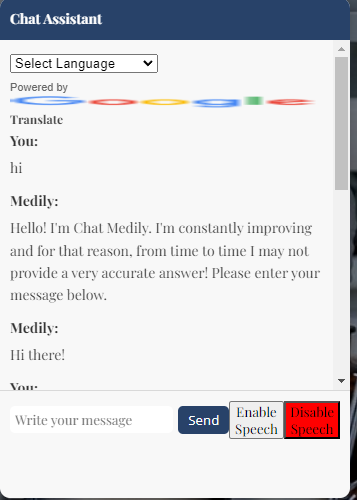 Chat Assistant
Select Language
Powered by
Google
Translate
You:
hi
Medily:
Hello! I'm Chat Medily. I'm constantly improving
and for that reason, from time to time I may not
provide a very accurate answer! Please enter your
message below.
Medily:
Hi there!
You:
Write your message
Send
Enable
Speech
Disable
Speech